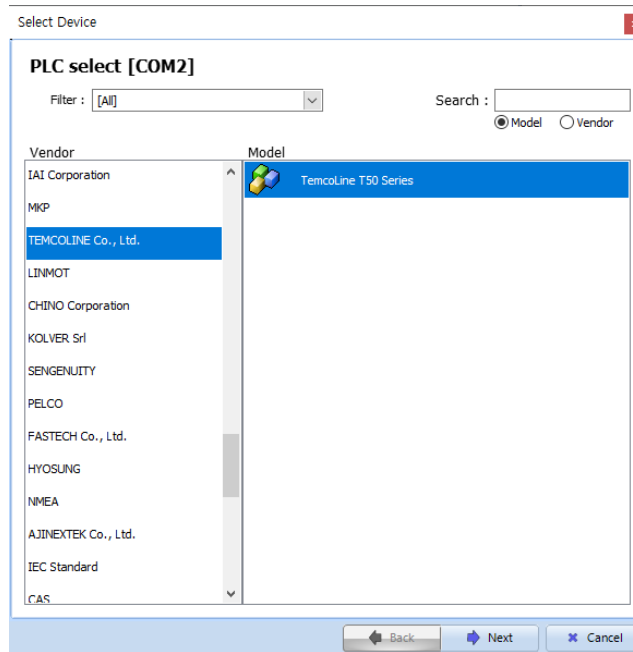 Select Device
PLC select [COM2]
Filter : [All]
Search :
Model Vendor
Vendor Model
IAI Corporation
TemcoLine T50 Series
MKP
TEMCOLINE Co., Ltd.
LINMOT
CHINO Corporation
KOLVER Srl
SENGENUITY
PELCO
FASTECH Co., Ltd.
HYOSUNG
NMEA
AJINEXTEK Co., Ltd.
IEC Standard
CAS
Back Next Cancel